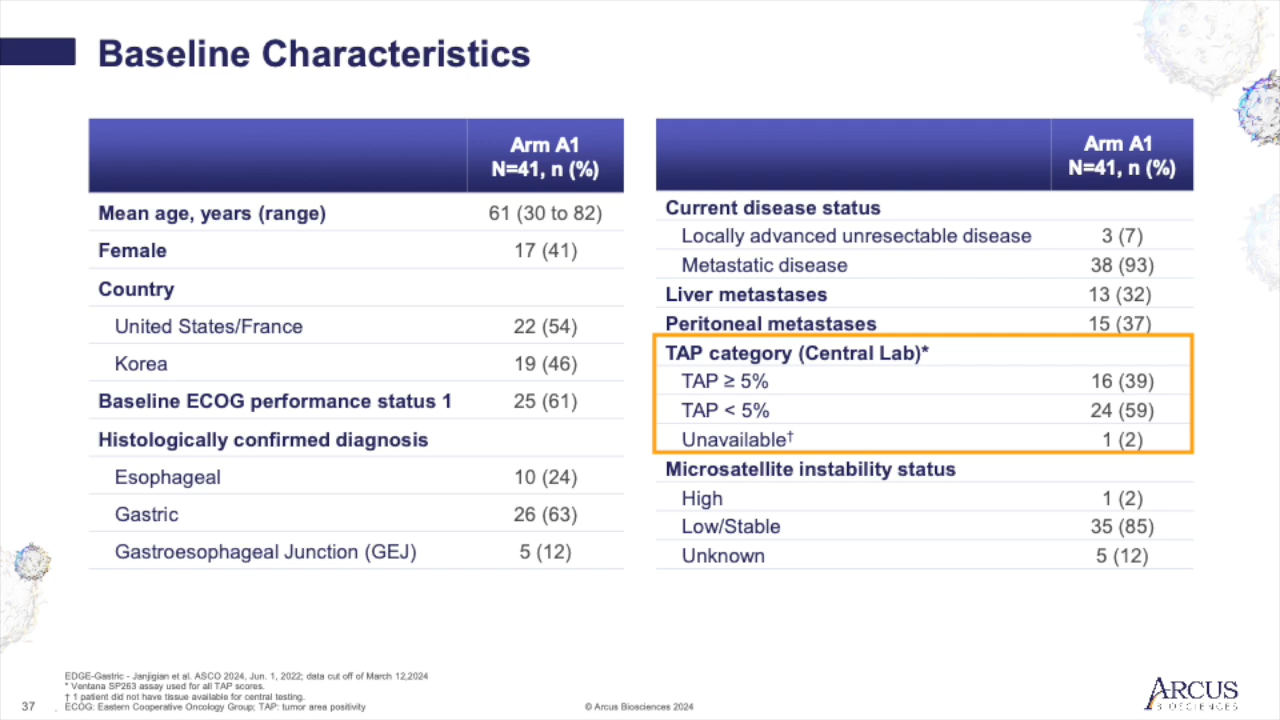 Baseline Characteristics
Arm A1
N=41, n (%)
Mean age, years (range) 61 (30 to 82)
Female 17 (41)
Country
United States/France 22 (54)
Korea 19 (46)
Baseline ECOG performance status 1 25 (61)
Histologically confirmed diagnosis
Esophageal 10 (24)
Gastric 26 (63)
Gastroesophageal Junction (GEJ) 5 (12)
Arm A1
N=41, n (%)
Current disease status
Locally advanced unresectable disease 3 (7)
Metastatic disease 38 (93)
Liver metastases 13 (32)
Peritoneal metastases 15 (37)
TAP category (Central Lab)*
TAP ≥ 5% 16 (39)
TAP < 5% 24 (59)
Unavailable† 1 (2)
Microsatellite instability status
High 1 (2)
Low/Stable 35 (85)
Unknown 5 (12)
EDGE-Gastric - Janjigian et al. ASCO 2024, Jun. 1, 2022; data cut off of March 12,2024
* Ventana SP263 assay used for all TAP scores.
† 1 patient did not have tissue available for central testing.
ECOG: Eastern Cooperative Oncology Group; TAP: tumor area positivity
37
© Arcus Biosciences 2024
ARCUS
BIOSCIENCES